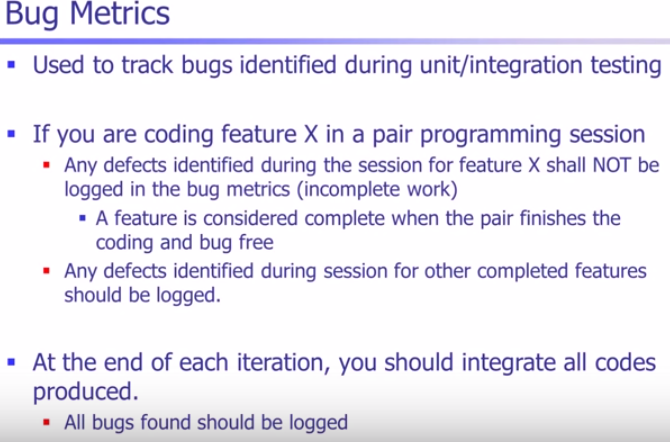 Bug Metrics
Used to track bugs identified during unit/integration testing
If you are coding feature X in a pair programming session
Any defects identified during the session for feature X shall NOT be
logged in the bug metrics (incomplete work)
A feature is considered complete when the pair finishes the
coding and bug free
Any defects identified during session for other completed features
should be logged.
At the end of each iteration, you should integrate all codes
produced.
All bugs found should be logged